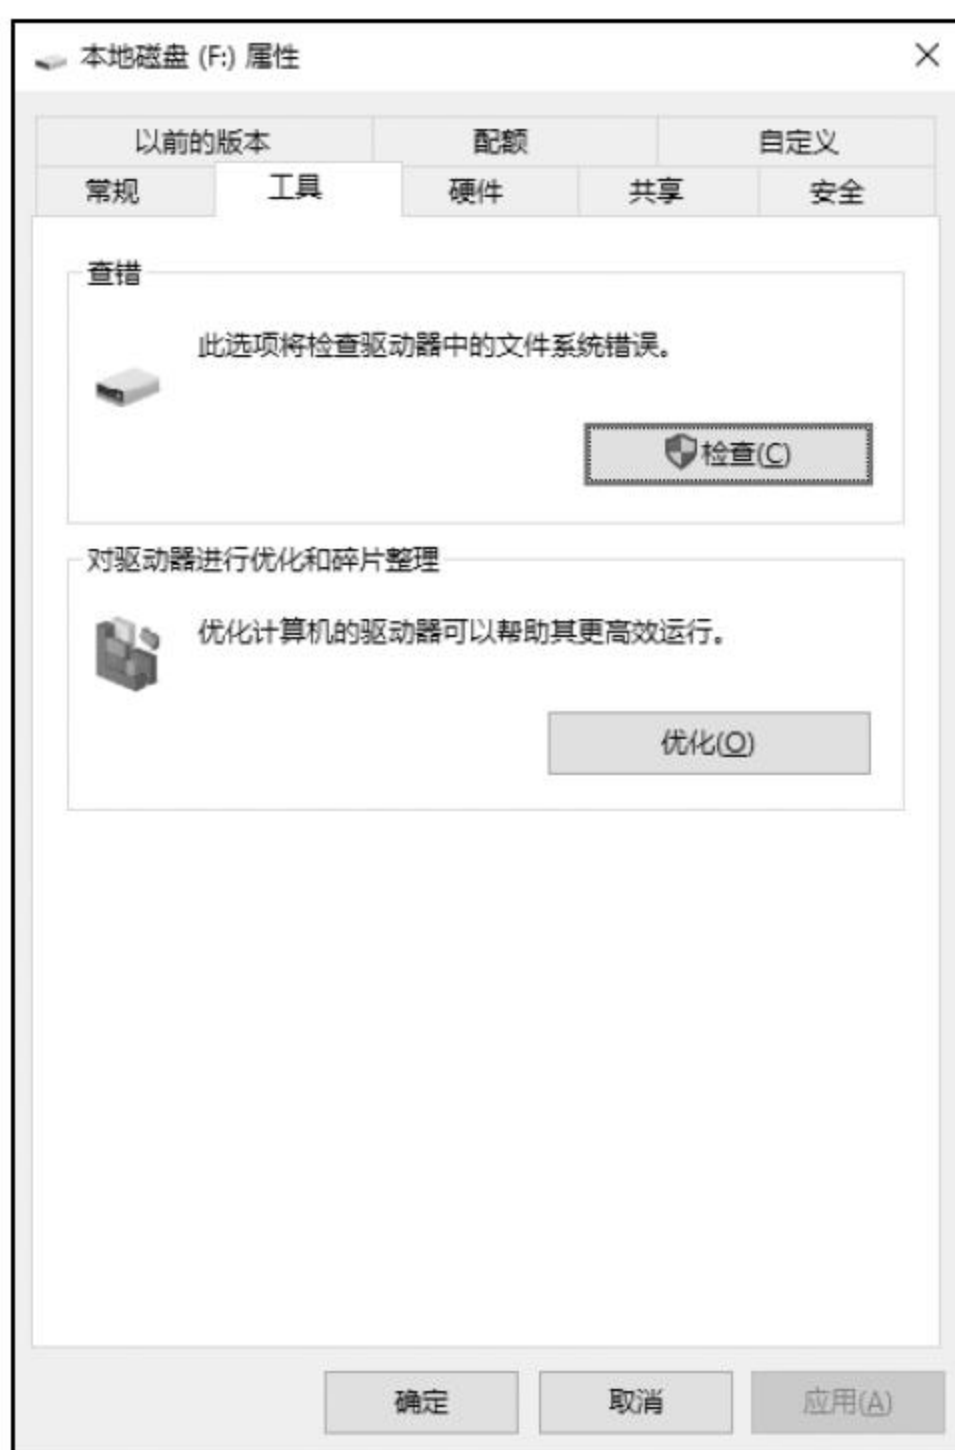 本地磁盘 (F:) 属性
以前的版本 配额 自定义
常规 工具 硬件 共享 安全
查错
此选项将检查驱动器中的文件系统错误。
检查(C)
对驱动器进行优化和碎片整理
优化计算机的驱动器可以帮助其更高效运行。
优化(O)
确定 取消 应用(A)